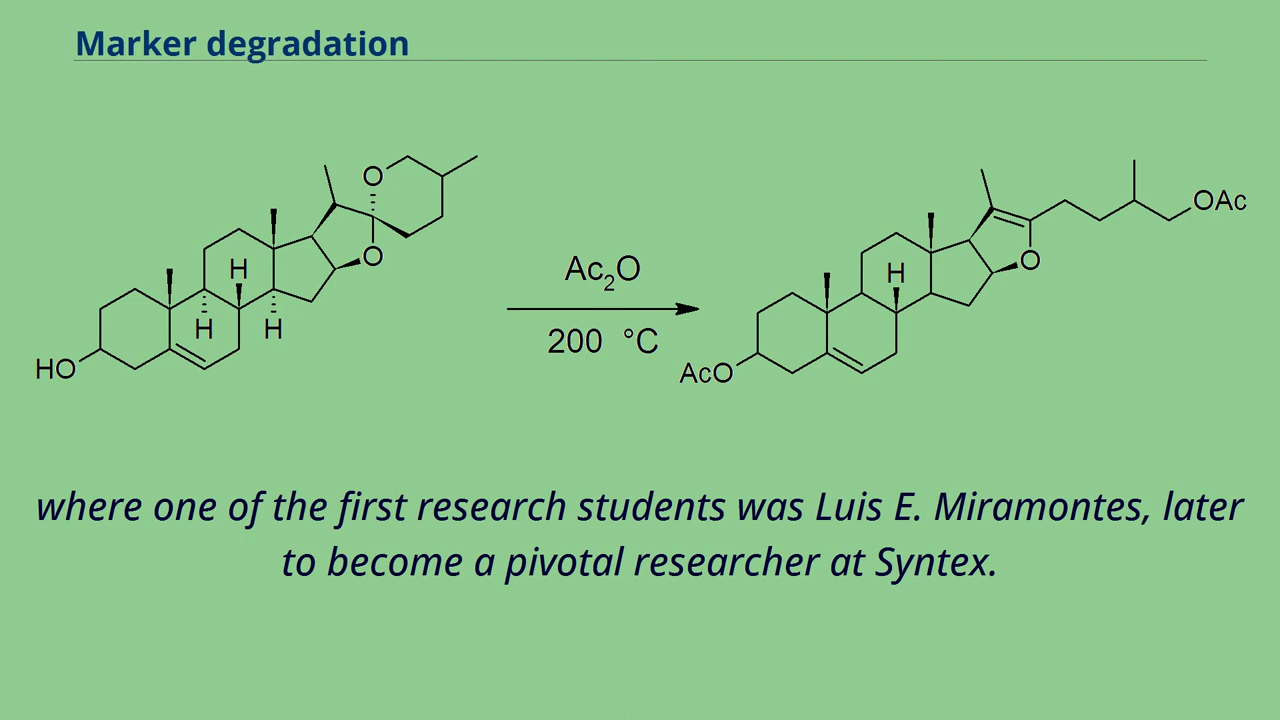 Marker degradation
O
O
H
H
H
HO
Ac2O
200 °C
OAc
O
H
AcO
where one of the first research students was Luis E. Miramontes, later
to become a pivotal researcher at Syntex.